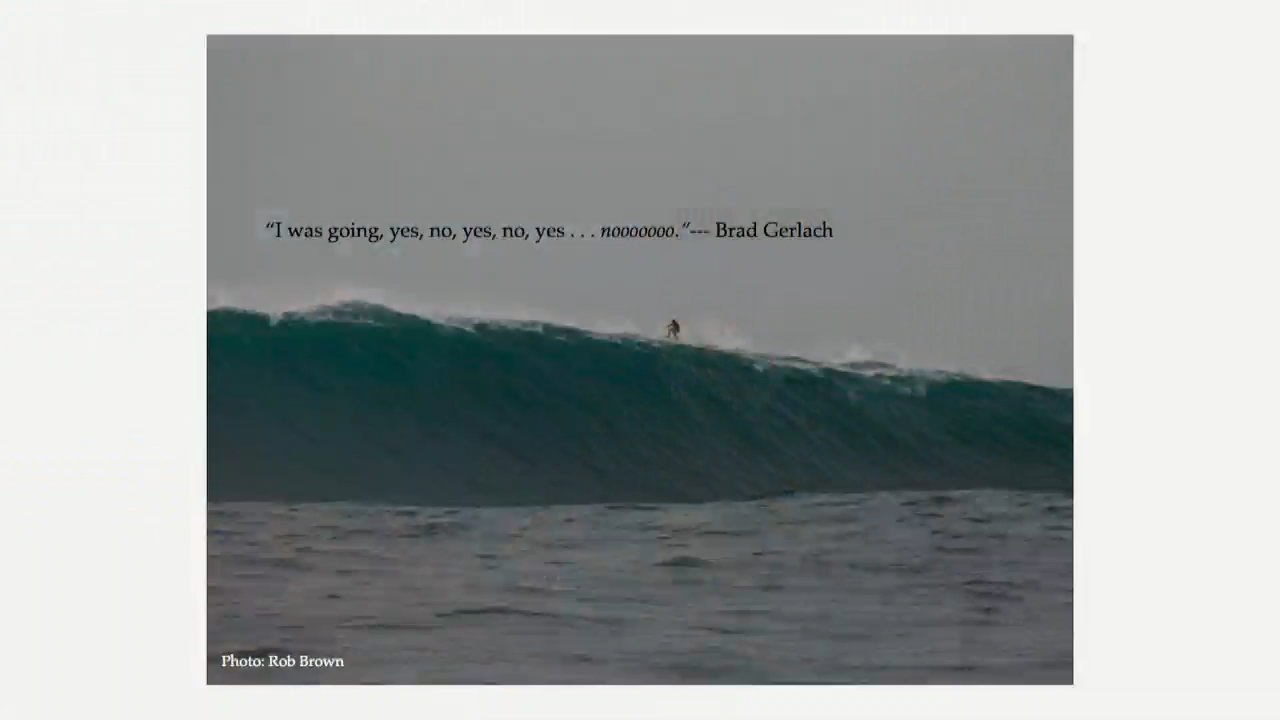 “I was going, yes, no, yes, no, yes . . . nooooooo.”--- Brad Gerlach
Photo: Rob Brown